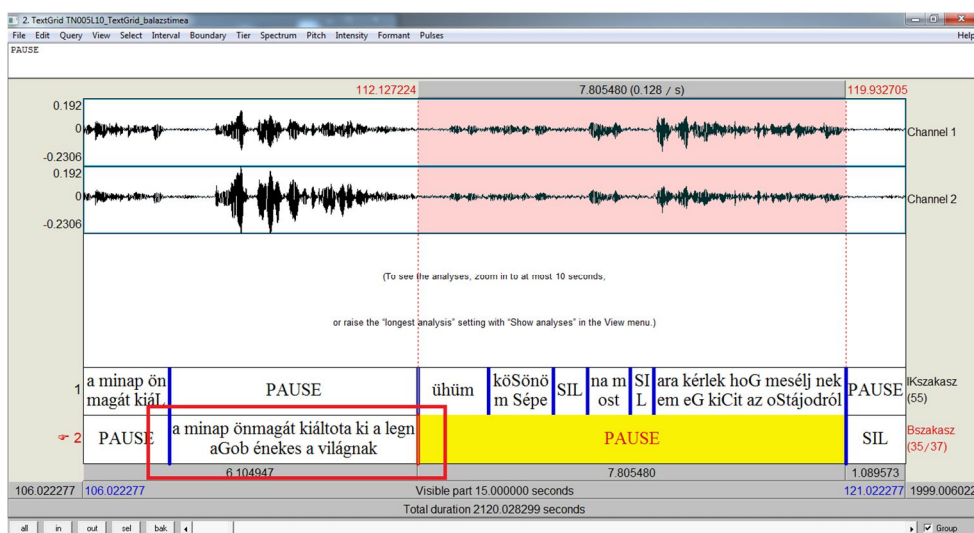 2. TextGrid TN005L10_TextGrid_balazstimea
File Edit Query View Select Interval Boundary Tier Spectrum Pitch Intensity Formant Pulses Help
PAUSE
112.127224 7.805480 (0.128 / s) 119.932705
0.192
0
-0.2306
Channel 1
0.192
0
-0.2306
Channel 2
(To see the analyses, zoom in to at most 10 seconds,
or raise the "longest analysis" setting with "Show analyses" in the View menu.)
1 a minap ön
magát kiáL
PAUSE
ühüm
köSönö
m Sépe
SIL
na m
ost
SI
L
ara kérlek hoG mesélj nek
em eG kiCit az oStájodról
PAUSE
IKszakasz
(55)
2 PAUSE
a minap önmagát kiáltota ki a legn
aGob énekes a világnak
PAUSE
SIL
Bszakasz
(35/37)
6.104947 7.805480 1.089573
106.022277 106.022277 Visible part 15.000000 seconds 121.022277 1999.006022
Total duration 2120.028299 seconds
all in out sel bak Group